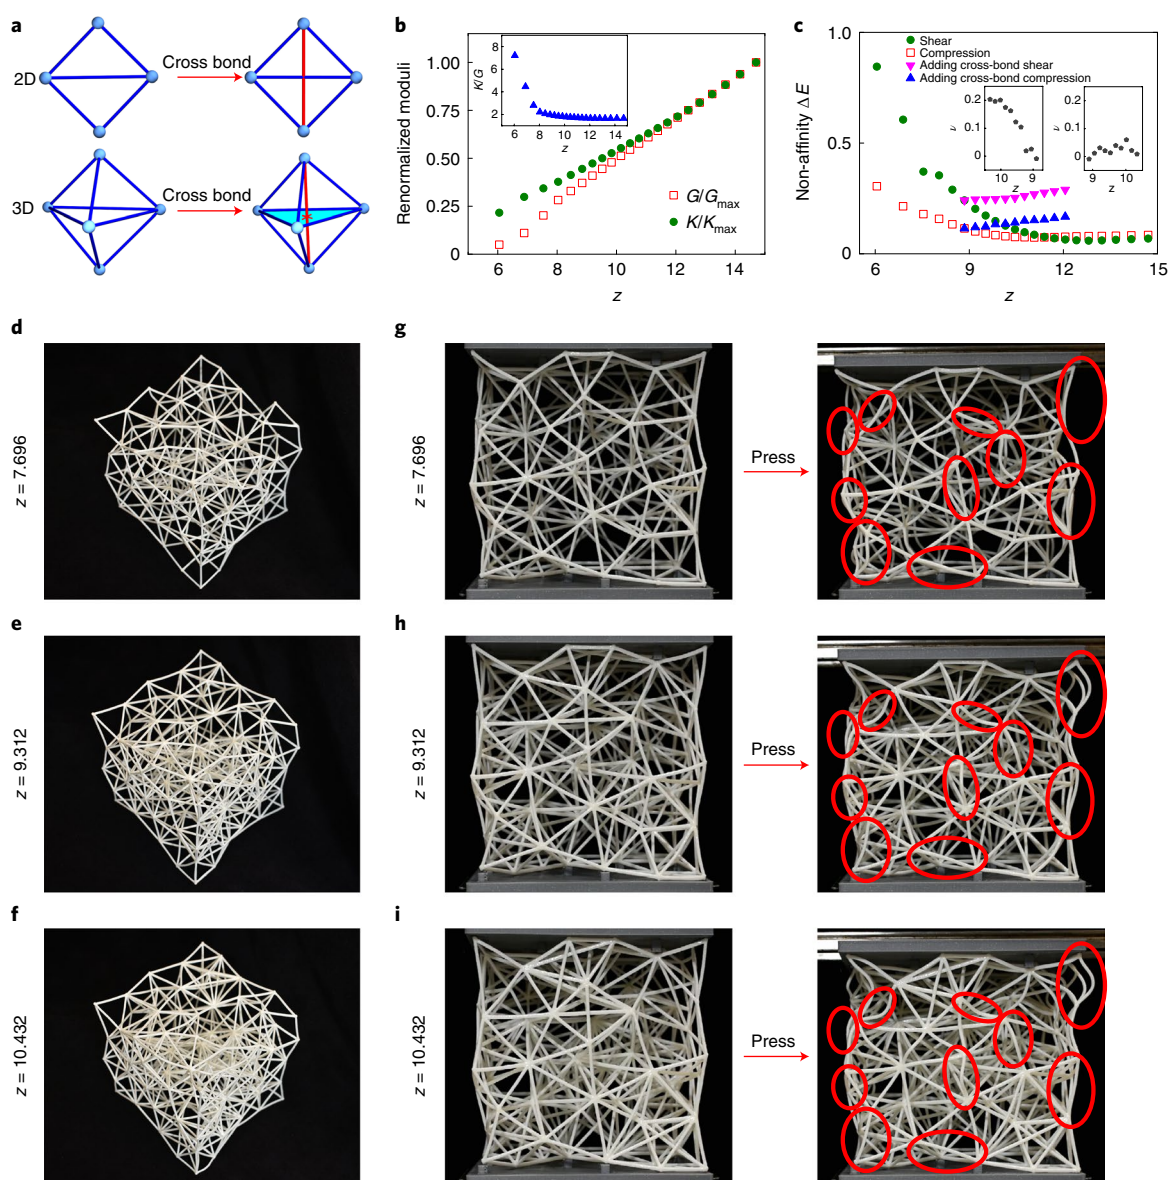 a
2D
Cross bond
3D
Cross bond
b
Renormalized moduli
1.00
0.75
0.50
0.25
0
6
8
10
12
14
z
K/G
8
6
4
2
6
8
10
12
14
z
G/Gmax
K/Kmax
c
Non-affinity ΔE
1.0
0.5
0
6
9
12
15
z
Shear
Compression
Adding cross-bond shear
Adding cross-bond compression
ν
0.2
0.1
0
10
9
z
ν
0.2
0.1
0
9
10
z
d
z = 7.696
g
z = 7.696
Press
e
z = 9.312
h
z = 9.312
Press
f
z = 10.432
i
z = 10.432
Press